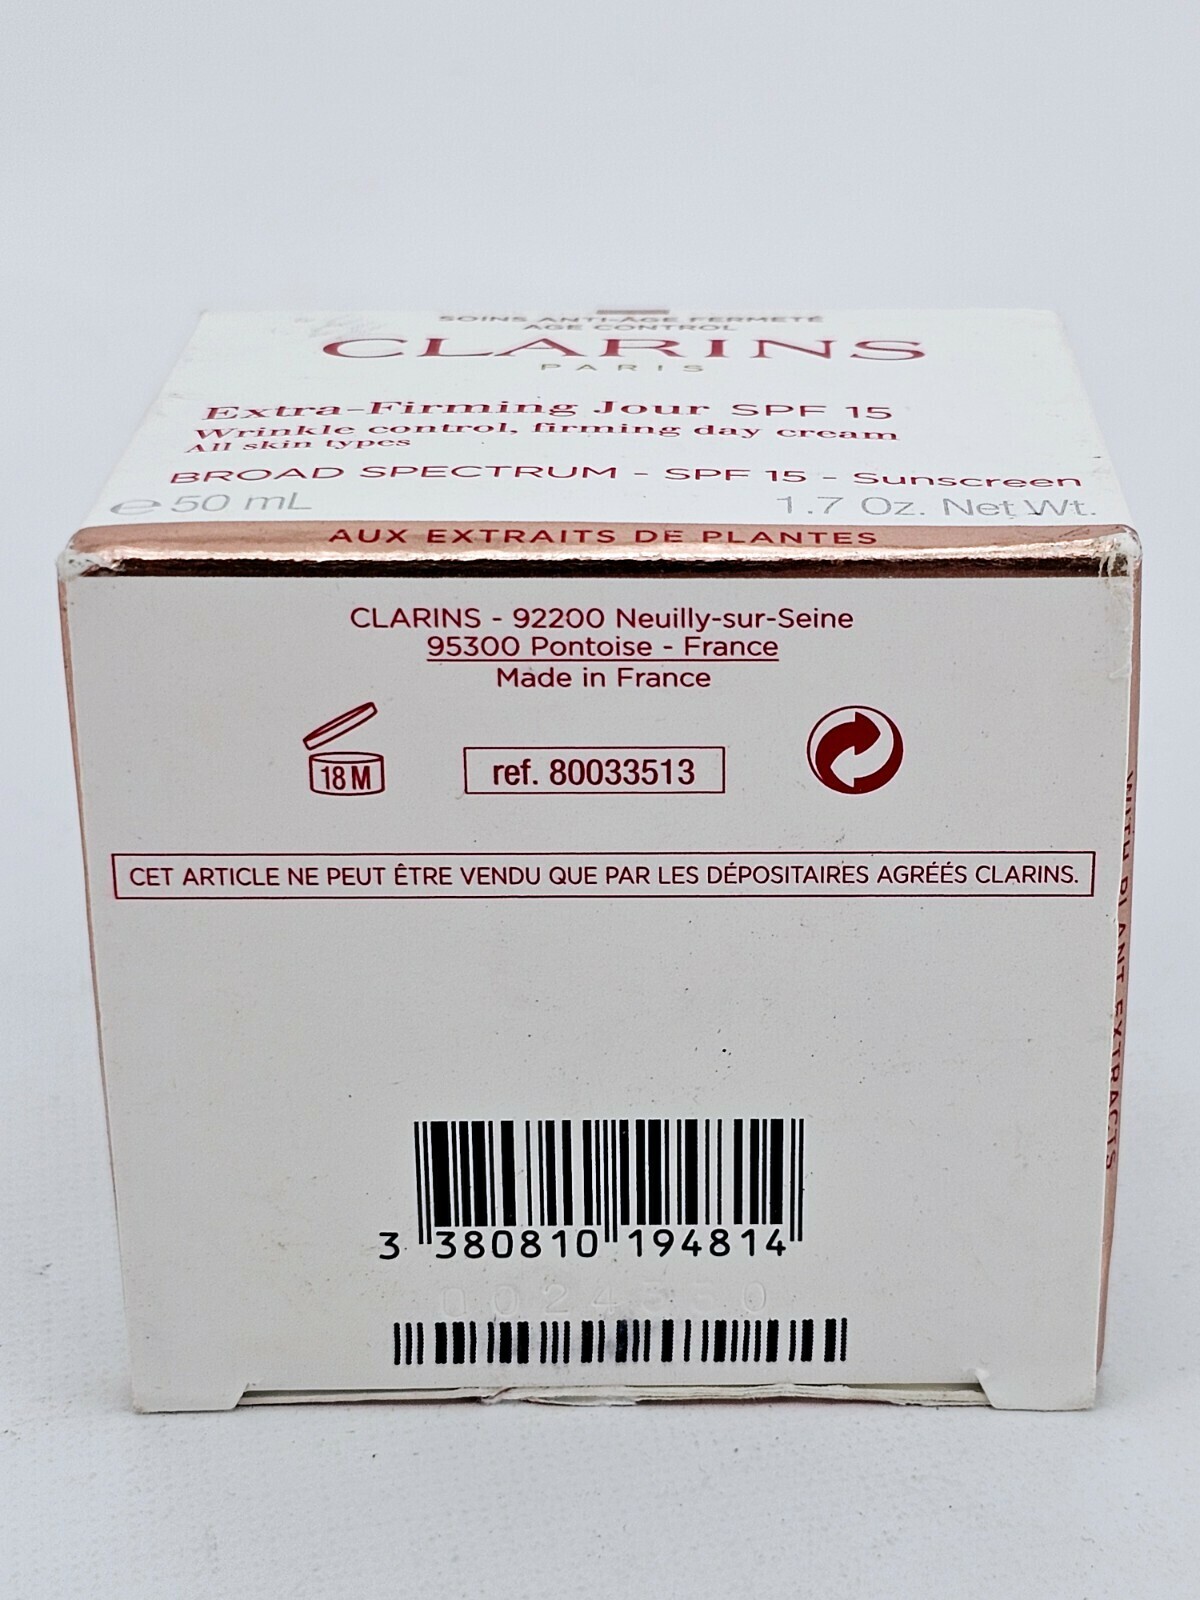 SOINS ANTI-ÂGE FERMETÉ
AGE CONTROL
CLARINS
PARIS
Extra-Firming Jour SPF 15
Wrinkle control, firming day cream
All skin types
BROAD SPECTRUM - SPF 15 - Sunscreen
℮ 50 mL 1.7 Oz. Net Wt.
AUX EXTRAITS DE PLANTES
CLARINS - 92200 Neuilly-sur-Seine
95300 Pontoise - France
Made in France
18 M
ref. 80033513
CET ARTICLE NE PEUT ÊTRE VENDU QUE PAR LES DÉPOSITAIRES AGRÉÉS CLARINS.
WITH PLANT EXTRACTS
3 380810 194814